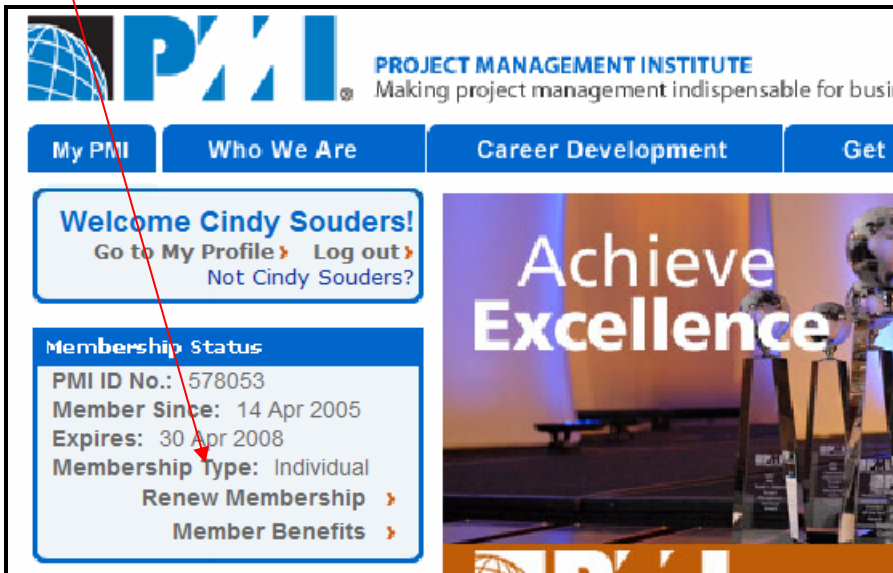 PMI®
PROJECT MANAGEMENT INSTITUTE
Making project management indispensable for busi
My PMI
Who We Are
Career Development
Get
Welcome Cindy Souders!
Go to My Profile › Log out ›
Not Cindy Souders?
Membership Status
PMI ID No.: 578053
Member Since: 14 Apr 2005
Expires: 30 Apr 2008
Membership Type: Individual
Renew Membership ›
Member Benefits ›
Achieve
Excellence